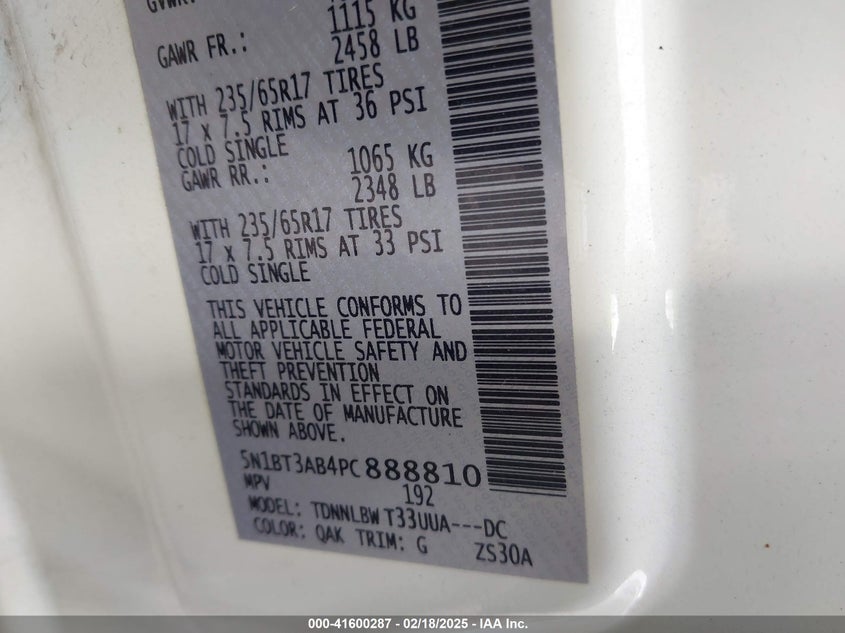 GVWR:
1115 KG
GAWR FR.: 2458 LB
WITH 235/65R17 TIRES
17 x 7.5 RIMS AT 36 PSI
COLD SINGLE
1065 KG
GAWR RR.: 2348 LB
WITH 235/65R17 TIRES
17 x 7.5 RIMS AT 33 PSI
COLD SINGLE
THIS VEHICLE CONFORMS TO
ALL APPLICABLE FEDERAL
MOTOR VEHICLE SAFETY AND
THEFT PREVENTION
STANDARDS IN EFFECT ON
THE DATE OF MANUFACTURE
SHOWN ABOVE.
5N1BT3AB4PC888810
MPV 192
MODEL: TDNNLBW T33UUA---DC
COLOR: QAK TRIM: G ZS30A
000-41600287 - 02/18/2025 - IAA Inc.